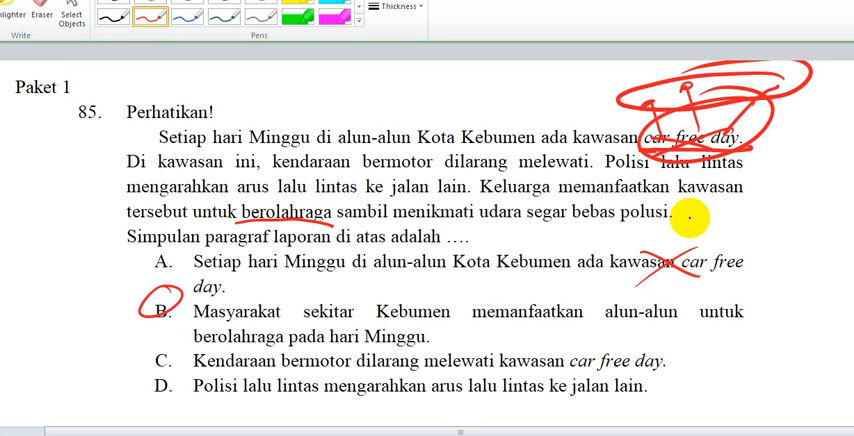 Thickness
hlighter Eraser Select Objects
Write Pens
Paket 1
85. Perhatikan!
Setiap hari Minggu di alun-alun Kota Kebumen ada kawasan car free day.
Di kawasan ini, kendaraan bermotor dilarang melewati. Polisi lalu lintas
mengarahkan arus lalu lintas ke jalan lain. Keluarga memanfaatkan kawasan
tersebut untuk berolahraga sambil menikmati udara segar bebas polusi.
Simpulan paragraf laporan di atas adalah ….
A. Setiap hari Minggu di alun-alun Kota Kebumen ada kawasan car free
day.
B. Masyarakat sekitar Kebumen memanfaatkan alun-alun untuk
berolahraga pada hari Minggu.
C. Kendaraan bermotor dilarang melewati kawasan car free day.
D. Polisi lalu lintas mengarahkan arus lalu lintas ke jalan lain.